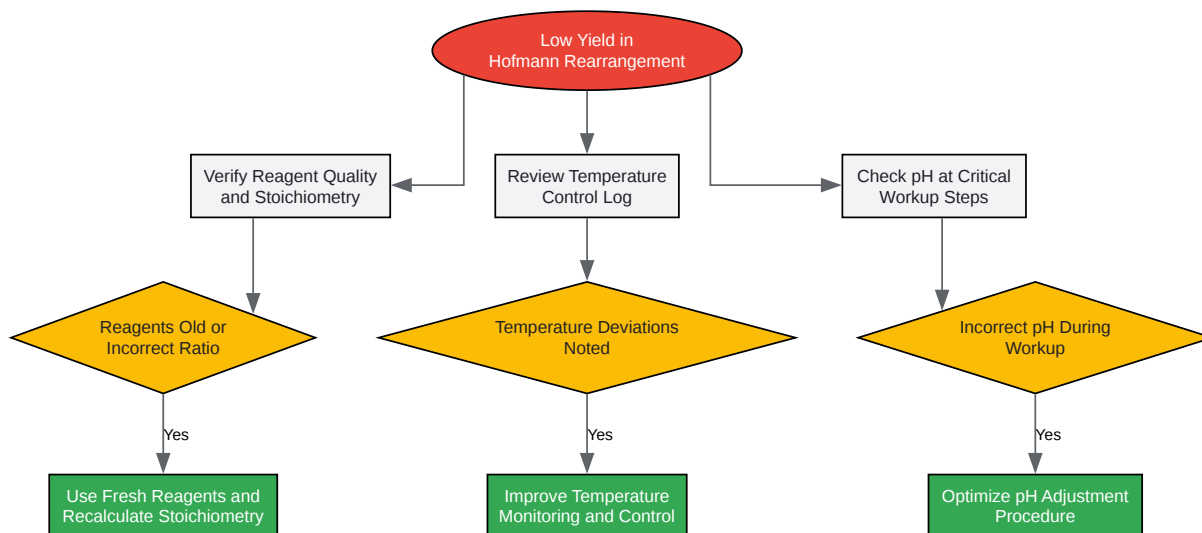 Low Yield in
Hofmann Rearrangement
Verify Reagent Quality
and Stoichiometry
Review Temperature
Control Log
Check pH at Critical
Workup Steps
Reagents Old or
Incorrect Ratio
Temperature Deviations
Noted
Incorrect pH During
Workup
Yes
Yes
Yes
Use Fresh Reagents and
Recalculate Stoichiometry
Improve Temperature
Monitoring and Control
Optimize pH Adjustment
Procedure